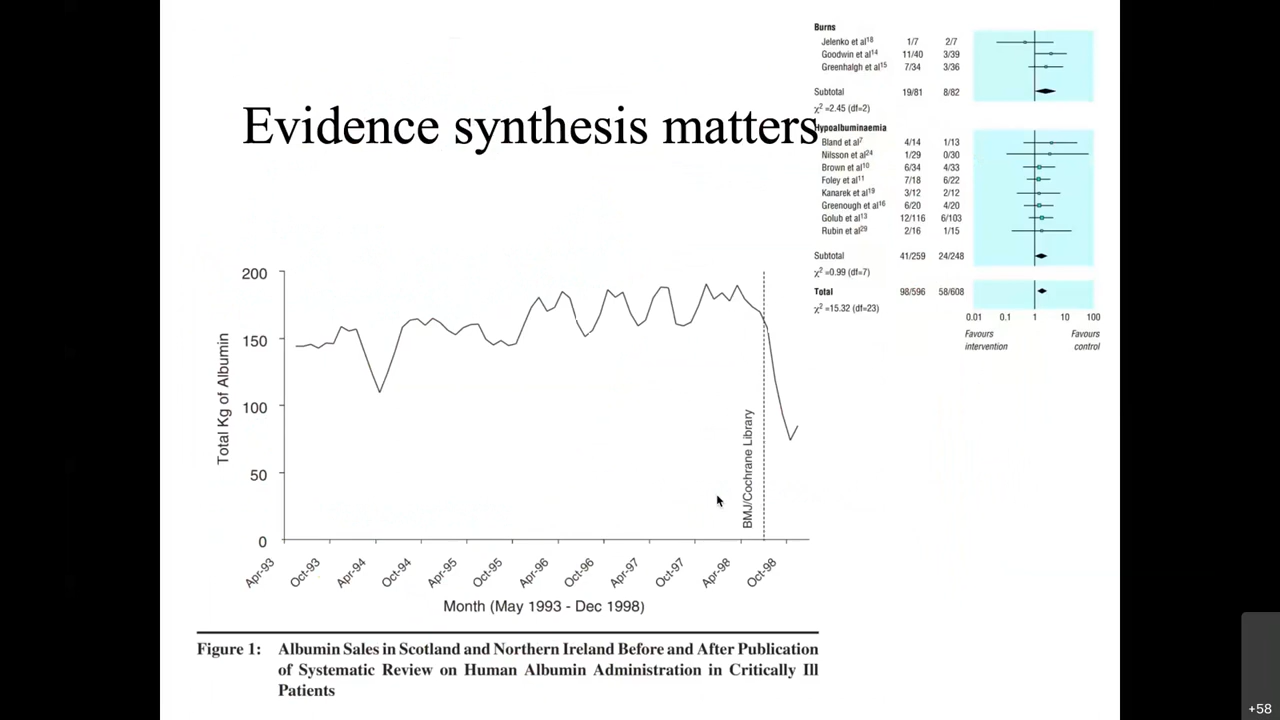 Evidence synthesis matters
Burns
Jelenko et al18 1/7 2/7
Goodwin et al14 11/40 3/39
Greenhalgh et al15 7/34 3/36
Subtotal 19/81 8/82
χ2 =2.45 (df=2)
Hypoalbuminaemia
Bland et al7 4/14 1/13
Nilsson et al24 1/29 0/30
Brown et al10 6/34 4/33
Foley et al11 7/18 6/22
Kanarek et al19 3/12 2/12
Greenough et al16 6/20 4/20
Golub et al13 12/116 6/103
Rubin et al29 2/16 1/15
Subtotal 41/259 24/248
χ2 =0.99 (df=7)
Total 98/596 58/608
χ2 =15.32 (df=23)
0.01 0.1 1 10 100
Favours intervention
Favours control
Total Kg of Albumin
200
150
100
50
0
BMJ/Cochrane Library
Apr-93 Oct-93 Apr-94 Oct-94 Apr-95 Oct-95 Apr-96 Oct-96 Apr-97 Oct-97 Apr-98 Oct-98
Month (May 1993 - Dec 1998)
Figure 1: Albumin Sales in Scotland and Northern Ireland Before and After Publication
of Systematic Review on Human Albumin Administration in Critically Ill
Patients
+58